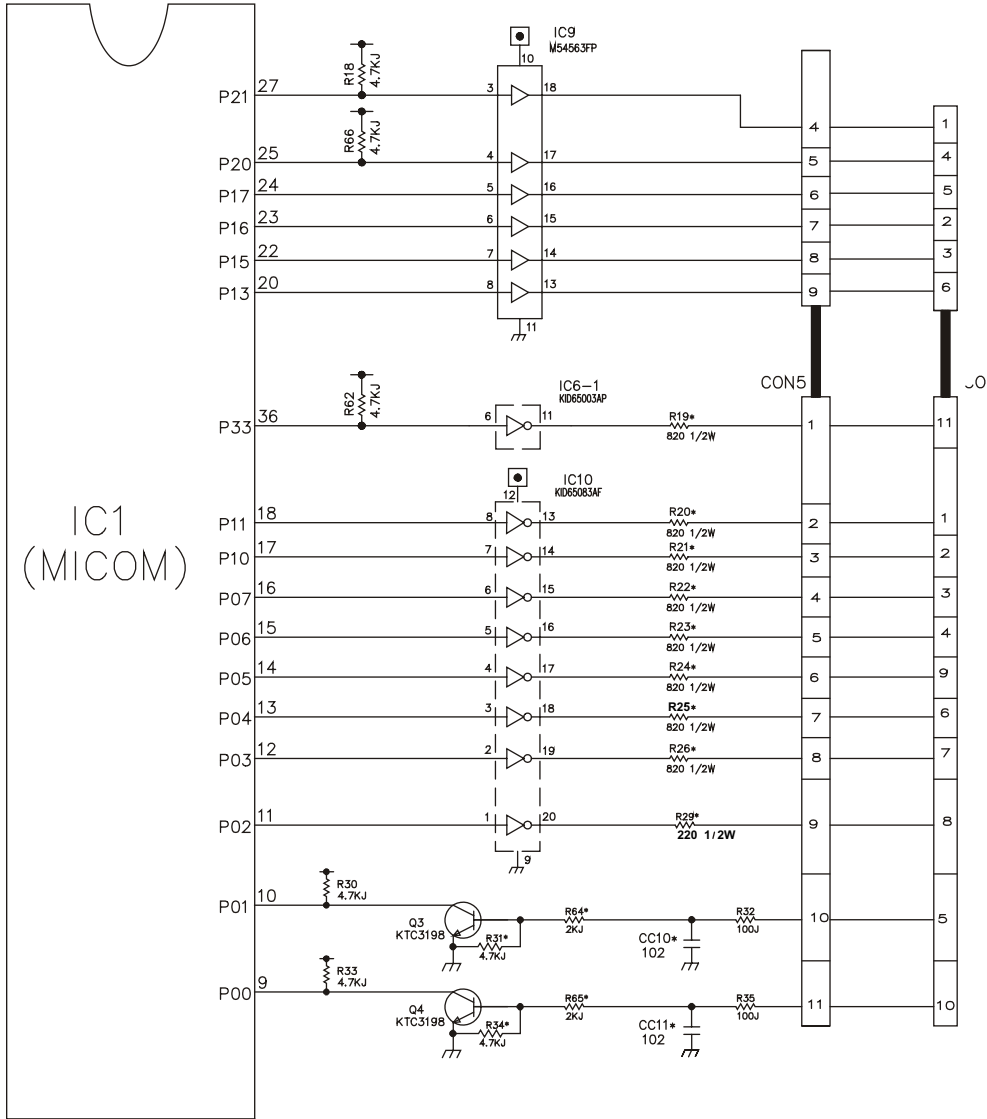 IC9
M54563FP
10
R18
4.7KJ
P21 27 3 18
4 1
R66
4.7KJ
P20 25 4 17 5 4
P17 24 5 16 6 5
P16 23 6 15 7 2
P15 22 7 14 8 3
P13 20 8 13 9 6
11
CON5
R62
4.7KJ
IC6-1
KID65003AP
P33 36 6 11 R19* 1 11
820 1/2W
IC10
KID65083AF
12
IC1
(MICOM)
P11 18 8 13 R20* 2 1
820 1/2W
P10 17 7 14 R21* 3 2
820 1/2W
P07 16 6 15 R22* 4 3
820 1/2W
P06 15 5 16 R23* 5 4
820 1/2W
P05 14 4 17 R24* 6 9
820 1/2W
P04 13 3 18 R25* 7 6
820 1/2W
P03 12 2 19 R26* 8 7
820 1/2W
P02 11 1 20 R29* 9 8
220 1/2W
9
R30
4.7KJ
P01 10 R64* R32 10 5
2KJ 100J
Q3
KTC3198
R31*
4.7KJ
CC10*
102
R33
4.7KJ
P00 9 R65* R35 11 10
2KJ 100J
Q4
KTC3198
R34*
4.7KJ
CC11*
102